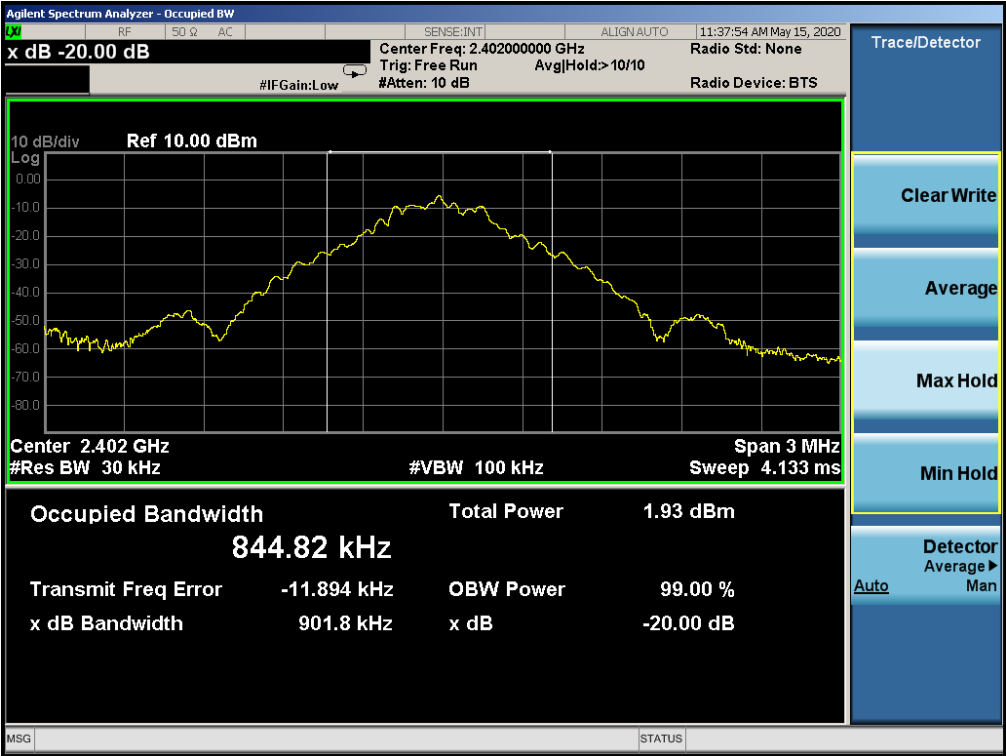 Agilent Spectrum Analyzer - Occupied BW
LXI RF 50 Ω AC SENSE:INT ALIGN AUTO 11:37:54 AM May 15, 2020
x dB -20.00 dB
Center Freq: 2.402000000 GHz
Radio Std: None
Trig: Free Run Avg|Hold:>10/10
#IFGain:Low #Atten: 10 dB
Radio Device: BTS
Trace/Detector
10 dB/div Ref 10.00 dBm
Log
0.00
-10.0
-20.0
-30.0
-40.0
-50.0
-60.0
-70.0
-80.0
Center 2.402 GHz Span 3 MHz
#Res BW 30 kHz #VBW 100 kHz Sweep 4.133 ms
Clear Write
Average
Max Hold
Min Hold
Detector
Average
Auto Man
Occupied Bandwidth Total Power 1.93 dBm
844.82 kHz
Transmit Freq Error -11.894 kHz OBW Power 99.00 %
x dB Bandwidth 901.8 kHz x dB -20.00 dB
MSG STATUS